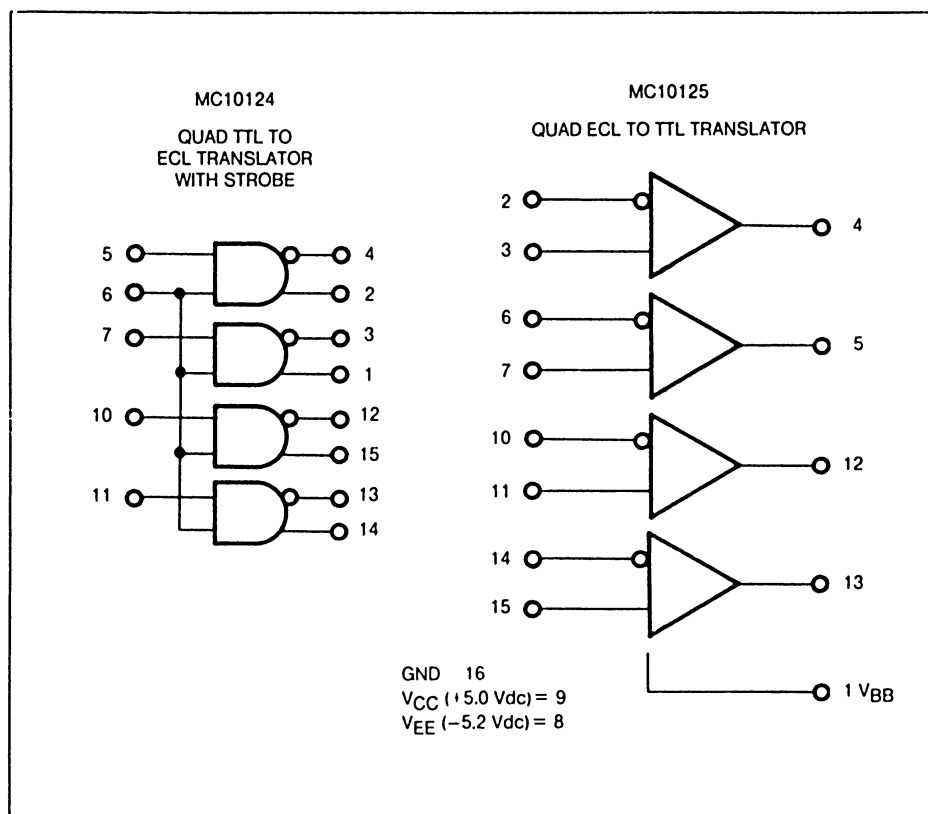 MC10124
QUAD TTL TO
ECL TRANSLATOR
WITH STROBE
5
4
6
2
7
3
1
10
12
15
11
13
14
MC10125
QUAD ECL TO TTL TRANSLATOR
2
4
3
6
5
7
10
12
11
14
13
15
1 VBB
GND 16
VCC (+5.0 Vdc) = 9
VEE (−5.2 Vdc) = 8